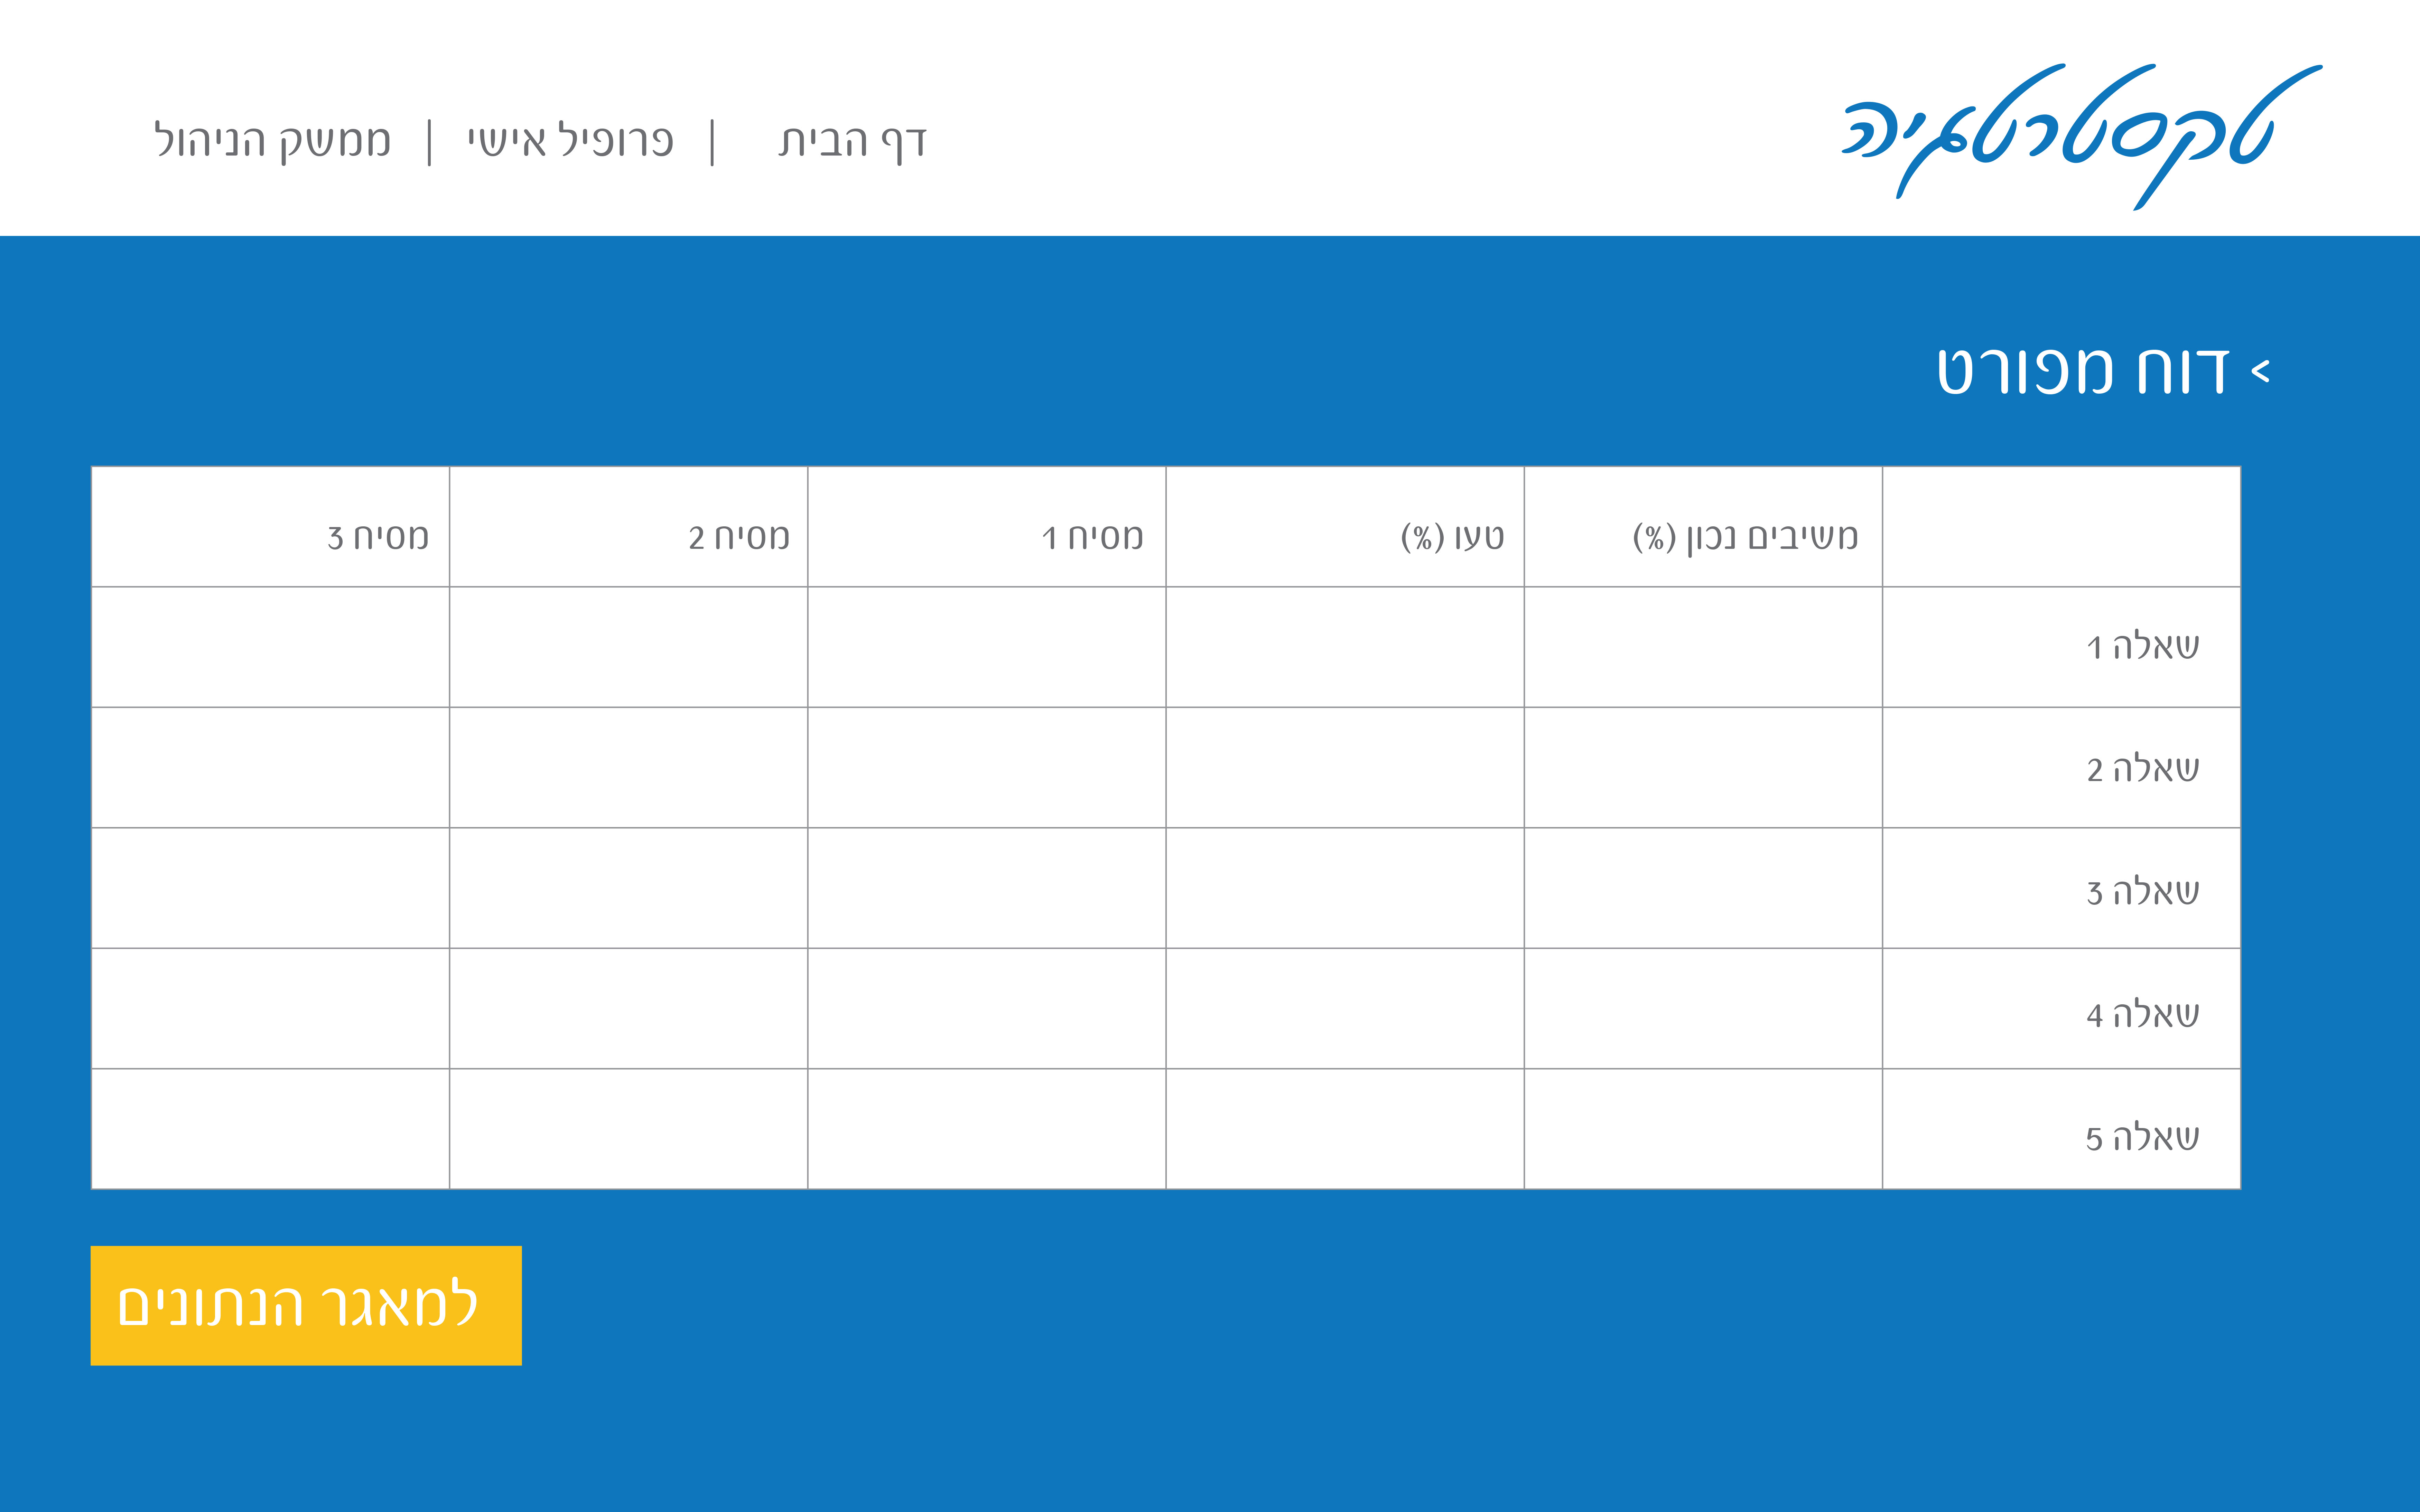 טקסטרטגיה
דף הבית | פרופיל אישי | ממשק הניהול
> דוח מפורט
משיבים נכון (%) טעו (%) מסיח 1 מסיח 2 מסיח 3
שאלה 1
שאלה 2
שאלה 3
שאלה 4
שאלה 5
למאגר הנתונים